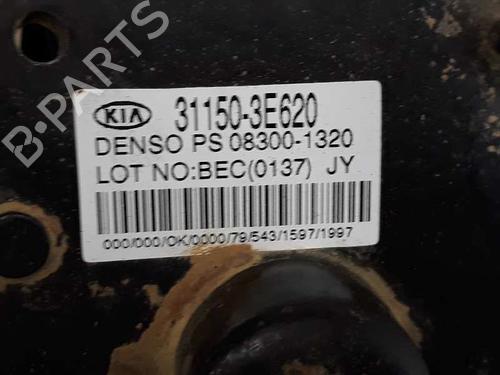 KIA 31150-3E620
DENSO PS 08300-1320
LOT NO:BEC(0137) JY
000/000/OK/0000/79/543/1597/1997
B-PARTS